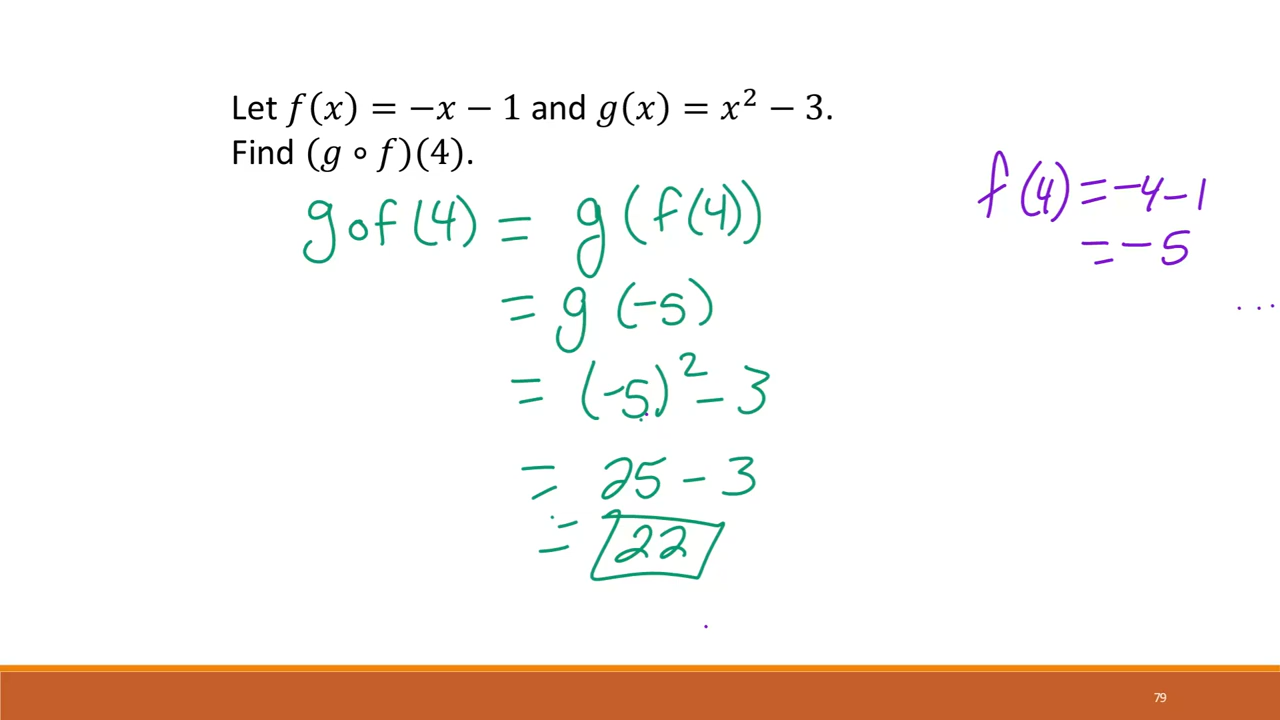 Let f(x) = −x − 1 and g(x) = x² − 3.
Find (g ∘ f)(4).
g∘f(4) = g(f(4))
= g(-5)
= (-5)² - 3
= 25 - 3
= 22
f(4) = -4 - 1
= -5
79